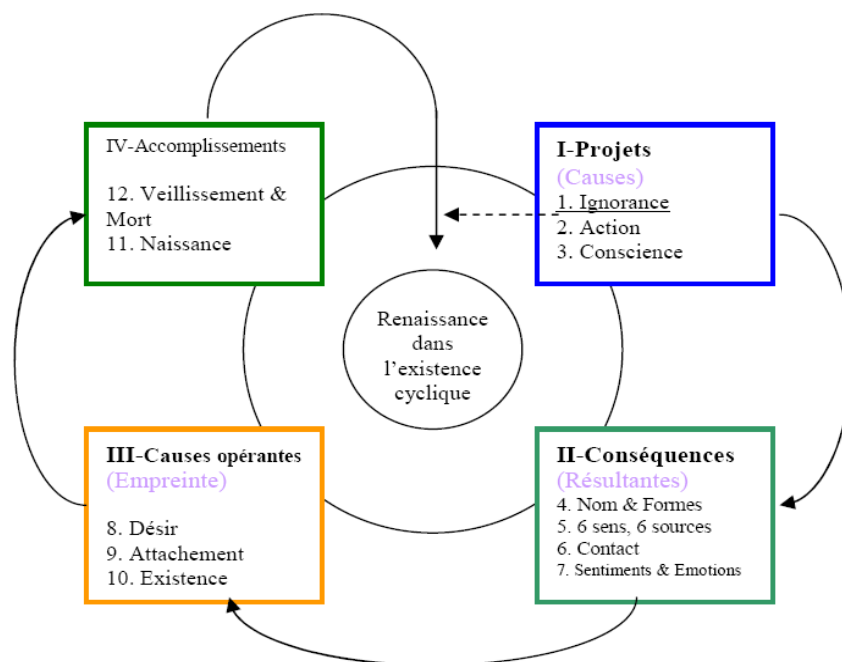 IV-Accomplissements
12. Veillissement &
Mort
11. Naissance
I-Projets
(Causes)
1. Ignorance
2. Action
3. Conscience
Renaissance
dans
l’existence
cyclique
III-Causes opérantes
(Empreinte)
8. Désir
9. Attachement
10. Existence
II-Conséquences
(Résultantes)
4. Nom & Formes
5. 6 sens, 6 sources
6. Contact
7. Sentiments & Emotions